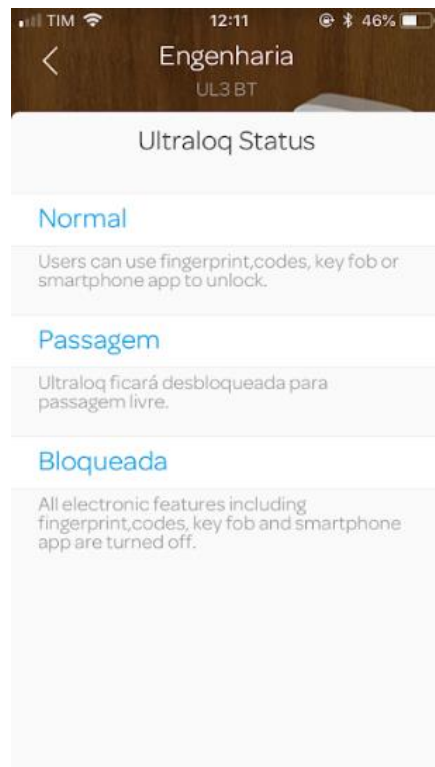 TIM 12:11 46%
Engenharia
UL3 BT
Ultraloq Status
Normal
Users can use fingerprint,codes, key fob or
smartphone app to unlock.
Passagem
Ultraloq ficará desbloqueada para
passagem livre.
Bloqueada
All electronic features including
fingerprint,codes, key fob and smartphone
app are turned off.